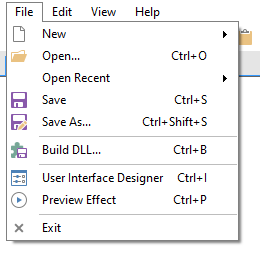 File Edit View Help
New
Open... Ctrl+O
Open Recent
Save Ctrl+S
Save As... Ctrl+Shift+S
Build DLL... Ctrl+B
User Interface Designer Ctrl+I
Preview Effect Ctrl+P
Exit